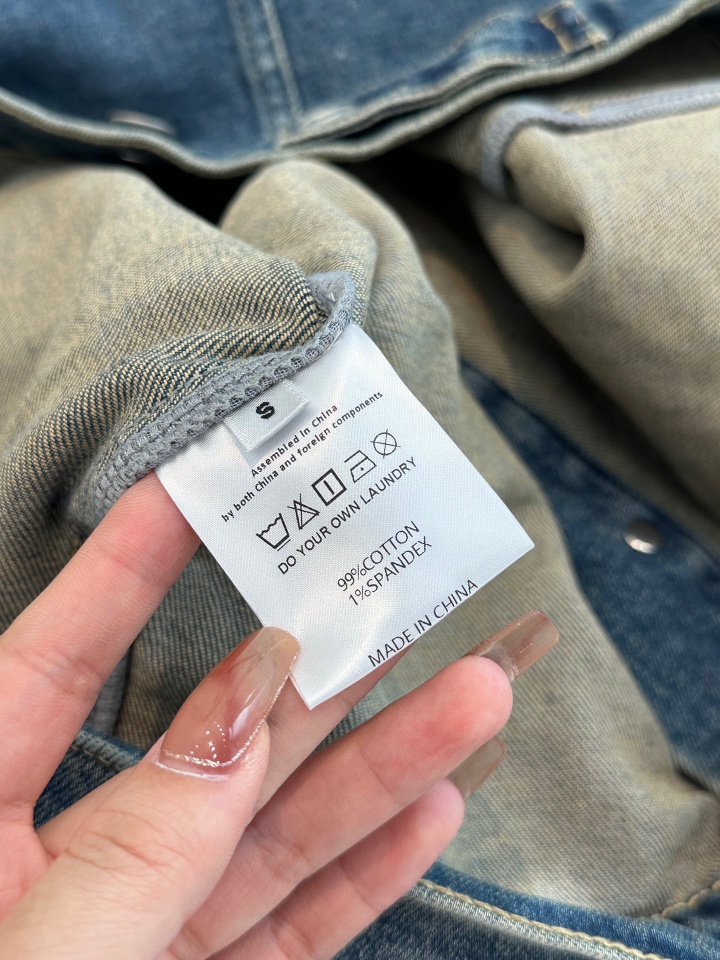 S
Assembled in China
by both China and foreign components
DO YOUR OWN LAUNDRY
99%COTTON
1%SPANDEX
MADE IN CHINA